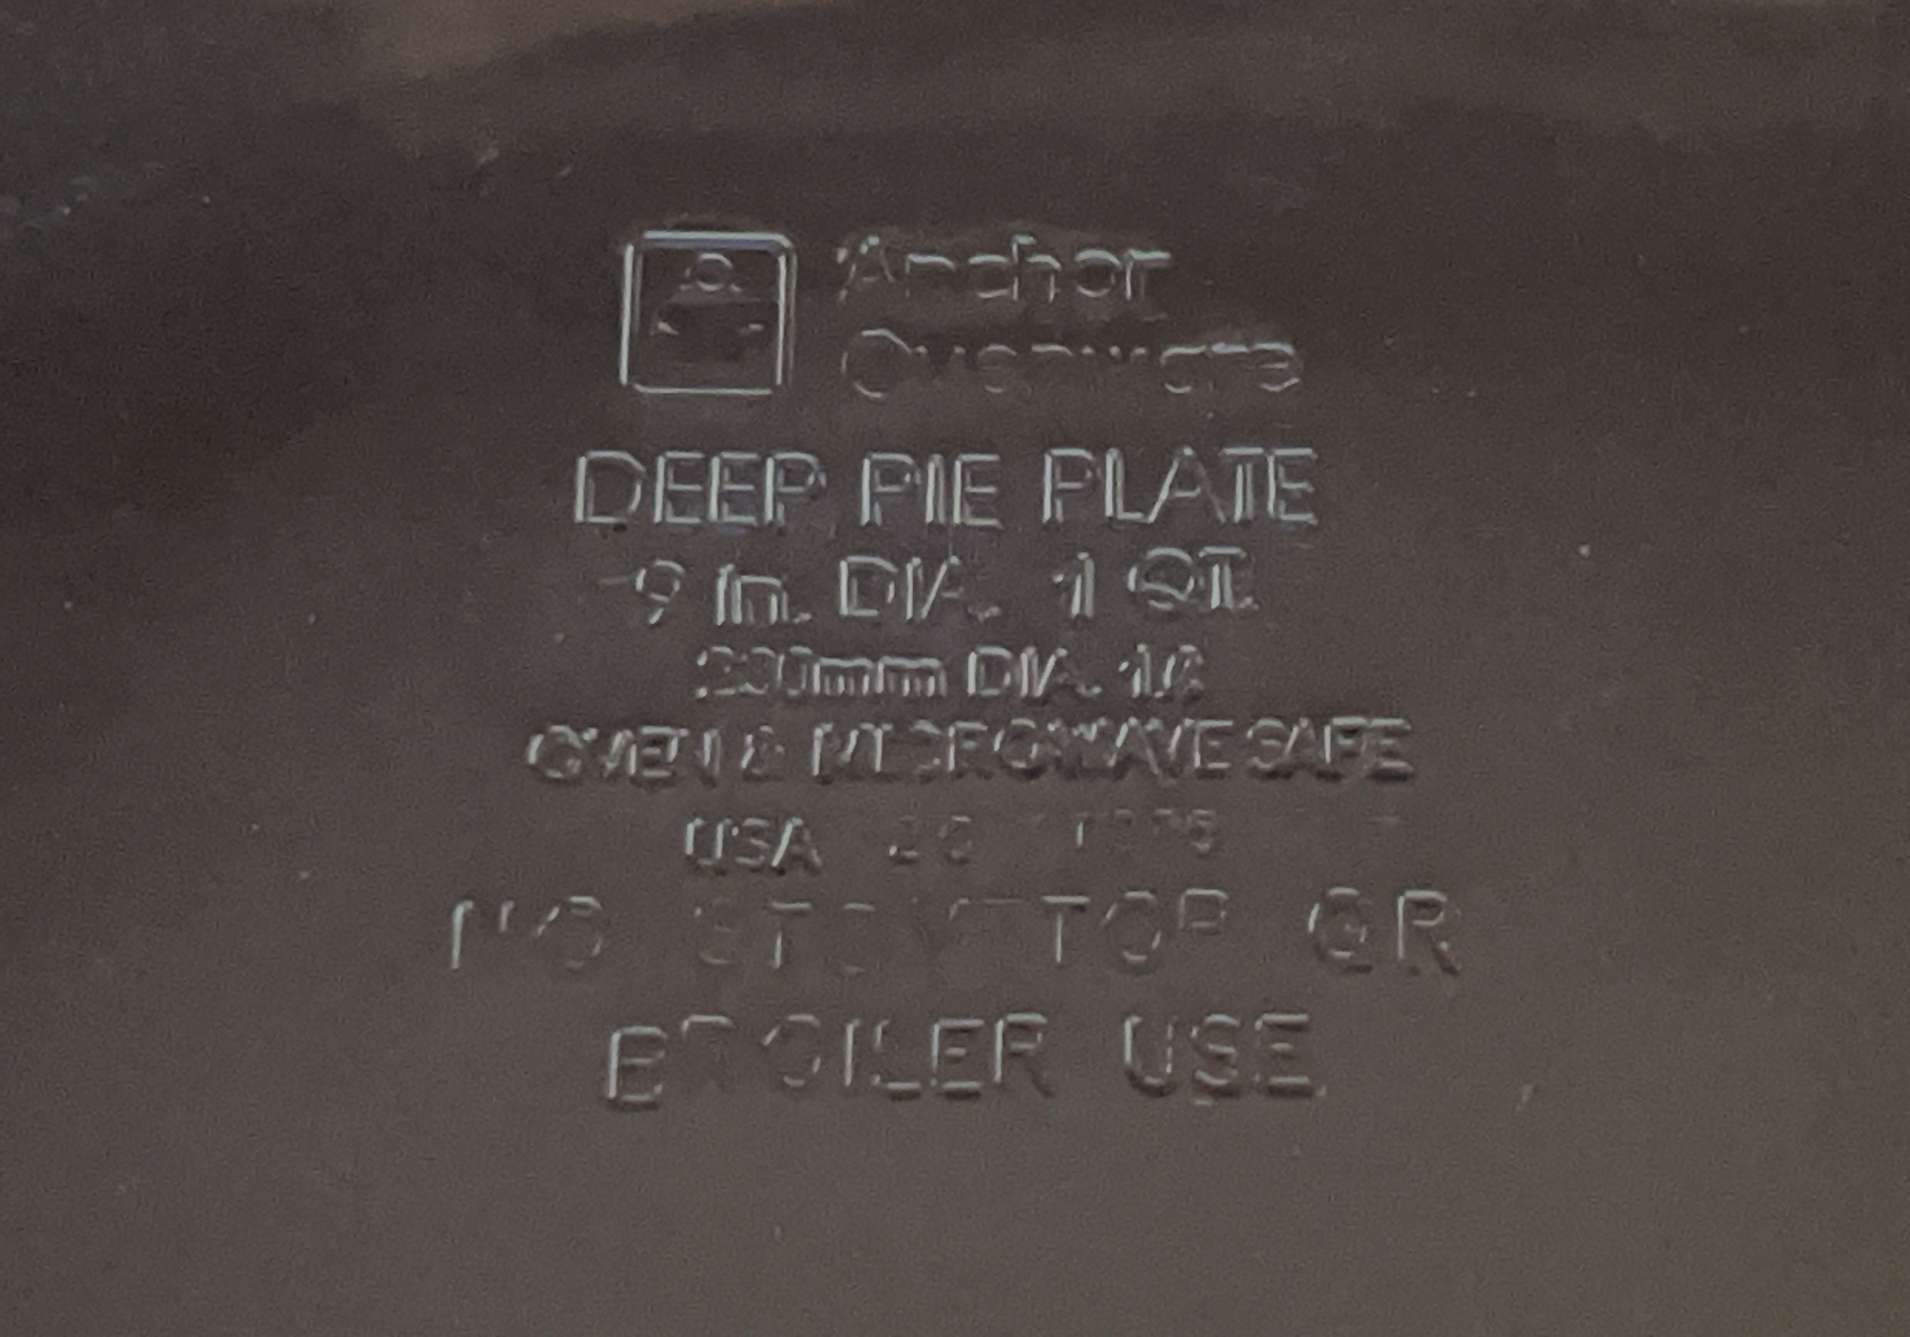 Anchor
Ovenware
DEEP PIE PLATE
9 In. DIA. 1 QT.
230mm DIA. 1ℓ
OVEN & MICROWAVE SAFE
USA
NO STOVETOP OR
BROILER USE